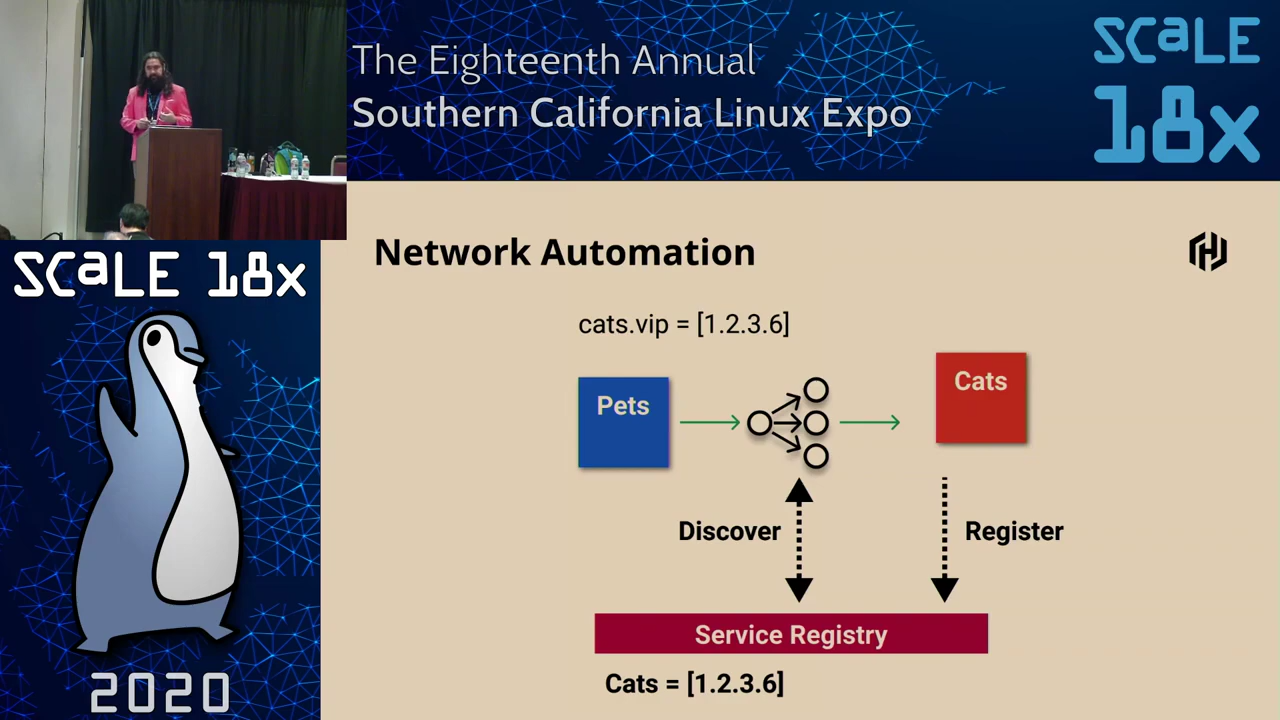 The Eighteenth Annual
Southern California Linux Expo
SCaLE
18x
SCaLE 18x
2020
Network Automation
cats.vip = [1.2.3.6]
Pets
Cats
Discover
Register
Service Registry
Cats = [1.2.3.6]